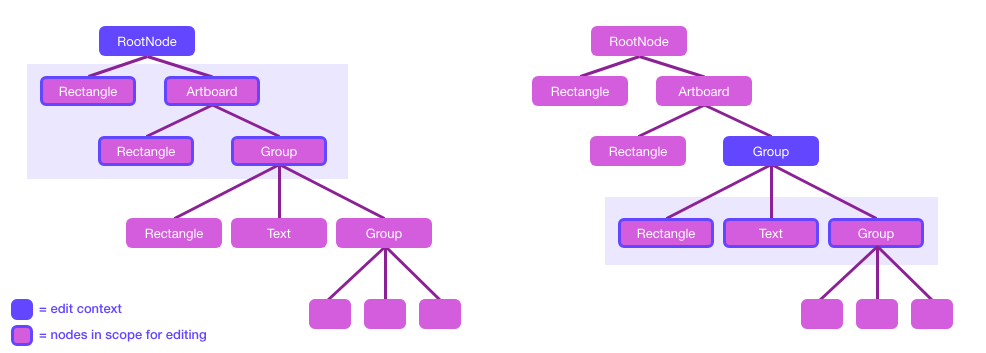 RootNode
Rectangle
Artboard
Rectangle
Group
Rectangle
Text
Group
= edit context
= nodes in scope for editing
RootNode
Rectangle
Artboard
Rectangle
Group
Rectangle
Text
Group